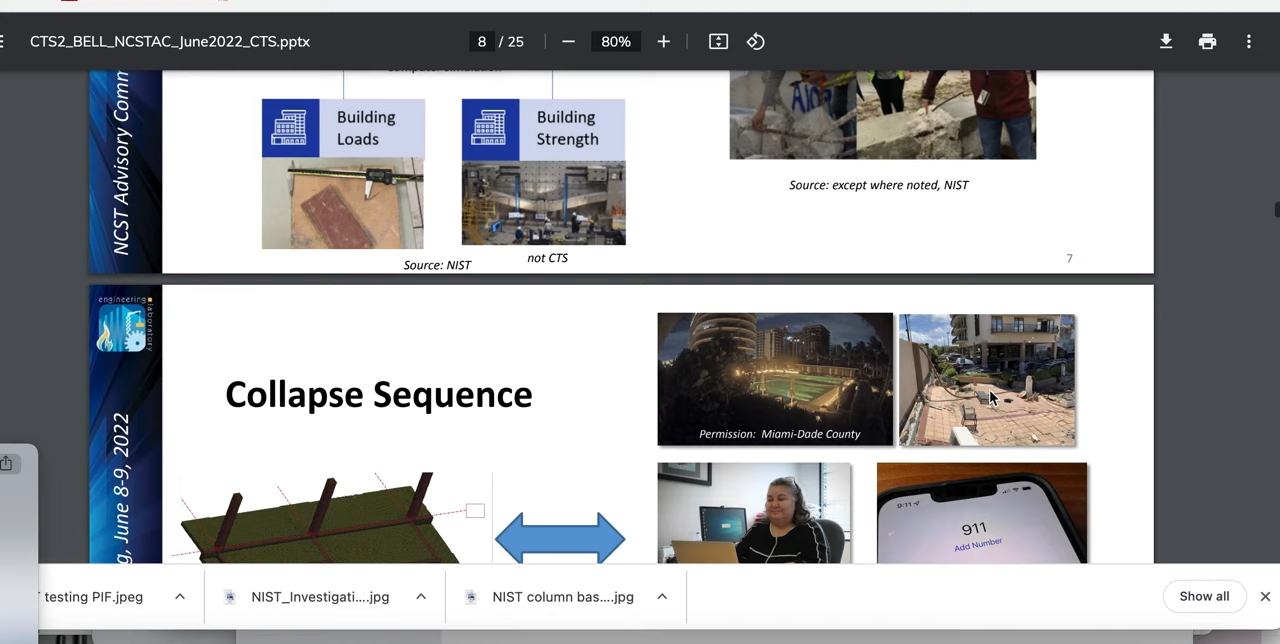 CTS2_BELL_NCSTAC_June2022_CTS.pptx
8 / 25
80%
NCST Advisory Comm
Building
Loads
Building
Strength
Source: except where noted, NIST
not CTS
Source: NIST
7
engineering
laboratory
g, June 8-9, 2022
Collapse Sequence
Permission: Miami-Dade County
9:11
911
Add Number
testing PIF.jpeg
NIST_Investigati....jpg
NIST column bas....jpg
Show all